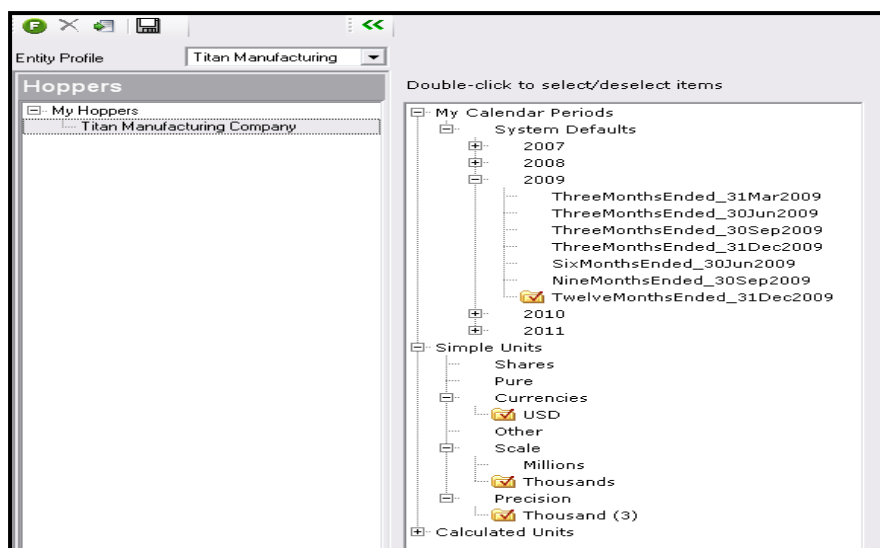 Entity Profile
Titan Manufacturing
Hoppers
My Hoppers
Titan Manufacturing Company
Double-click to select/deselect items
My Calendar Periods
System Defaults
2007
2008
2009
ThreeMonthsEnded_31Mar2009
ThreeMonthsEnded_30Jun2009
ThreeMonthsEnded_30Sep2009
ThreeMonthsEnded_31Dec2009
SixMonthsEnded_30Jun2009
NineMonthsEnded_30Sep2009
TwelveMonthsEnded_31Dec2009
2010
2011
Simple Units
Shares
Pure
Currencies
USD
Other
Scale
Millions
Thousands
Precision
Thousand (3)
Calculated Units